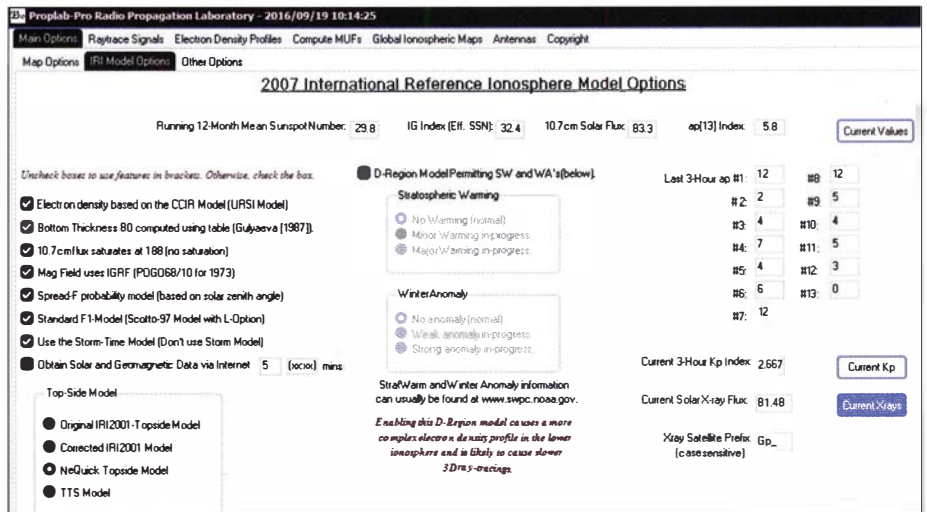 Proplab-Pro Radio Propagation Laboratory - 2016/09/19 10:14:25
Main Options Raytrace Signals Electron Density Profiles Compute MUFs Global Ionospheric Maps Antennas Copyright
Map Options IRI Model Options Other Options
2007 International Reference Ionosphere Model Options
Running 12-Month Mean Sunspot Number: 29.8 IG Index (Eff. SSN): 32.4 10.7cm Solar Flux: 83.3 ap[13] Index: 5.8 Current Values
Uncheck boxes to use features in brackets. Otherwise, check the box.
Electron density based on the CCIR Model (URSI Model)
Bottom Thickness B0 computed using table (Gulyaeva [1987]).
10.7cm flux saturates at 188 (no saturation)
Mag Field uses IGRF (POGO68/10 for 1973)
Spread-F probability model (based on solar zenith angle)
Standard F1-Model (Scotto-97 Model with L-Option)
Use the Storm-Time Model (Don't use Storm Model)
Obtain Solar and Geomagnetic Data via Internet 5 (xx:xx) mins
Top-Side Model
Original IRI2001-Topside Model
Corrected IRI2001 Model
NeQuick Topside Model
TTS Model
D-Region Model Permitting SW and WA's (below).
Stratospheric Warming
No Warming (normal)
Minor Warming in-progress
Major Warming in-progress
Winter Anomaly
No anomaly (normal)
Weak anomaly in-progress
Strong anomaly in-progress
StratWarm and Winter Anomaly information
can usually be found at www.swpc.noaa.gov.
Enabling this D-Region model causes a more
complex electron density profile in the lower
ionosphere and is likely to cause slower
3D ray-tracings.
Last 3-Hour ap #1: 12 #8: 12
#2: 2 #9: 5
#3: 4 #10: 4
#4: 7 #11: 5
#5: 4 #12: 3
#6: 6 #13: 0
#7: 12
Current 3-Hour Kp Index: 2.667 Current Kp
Current Solar X-ray Flux: B1.48 Current Xrays
Xray Satellite Prefix: Gp_
(case sensitive)